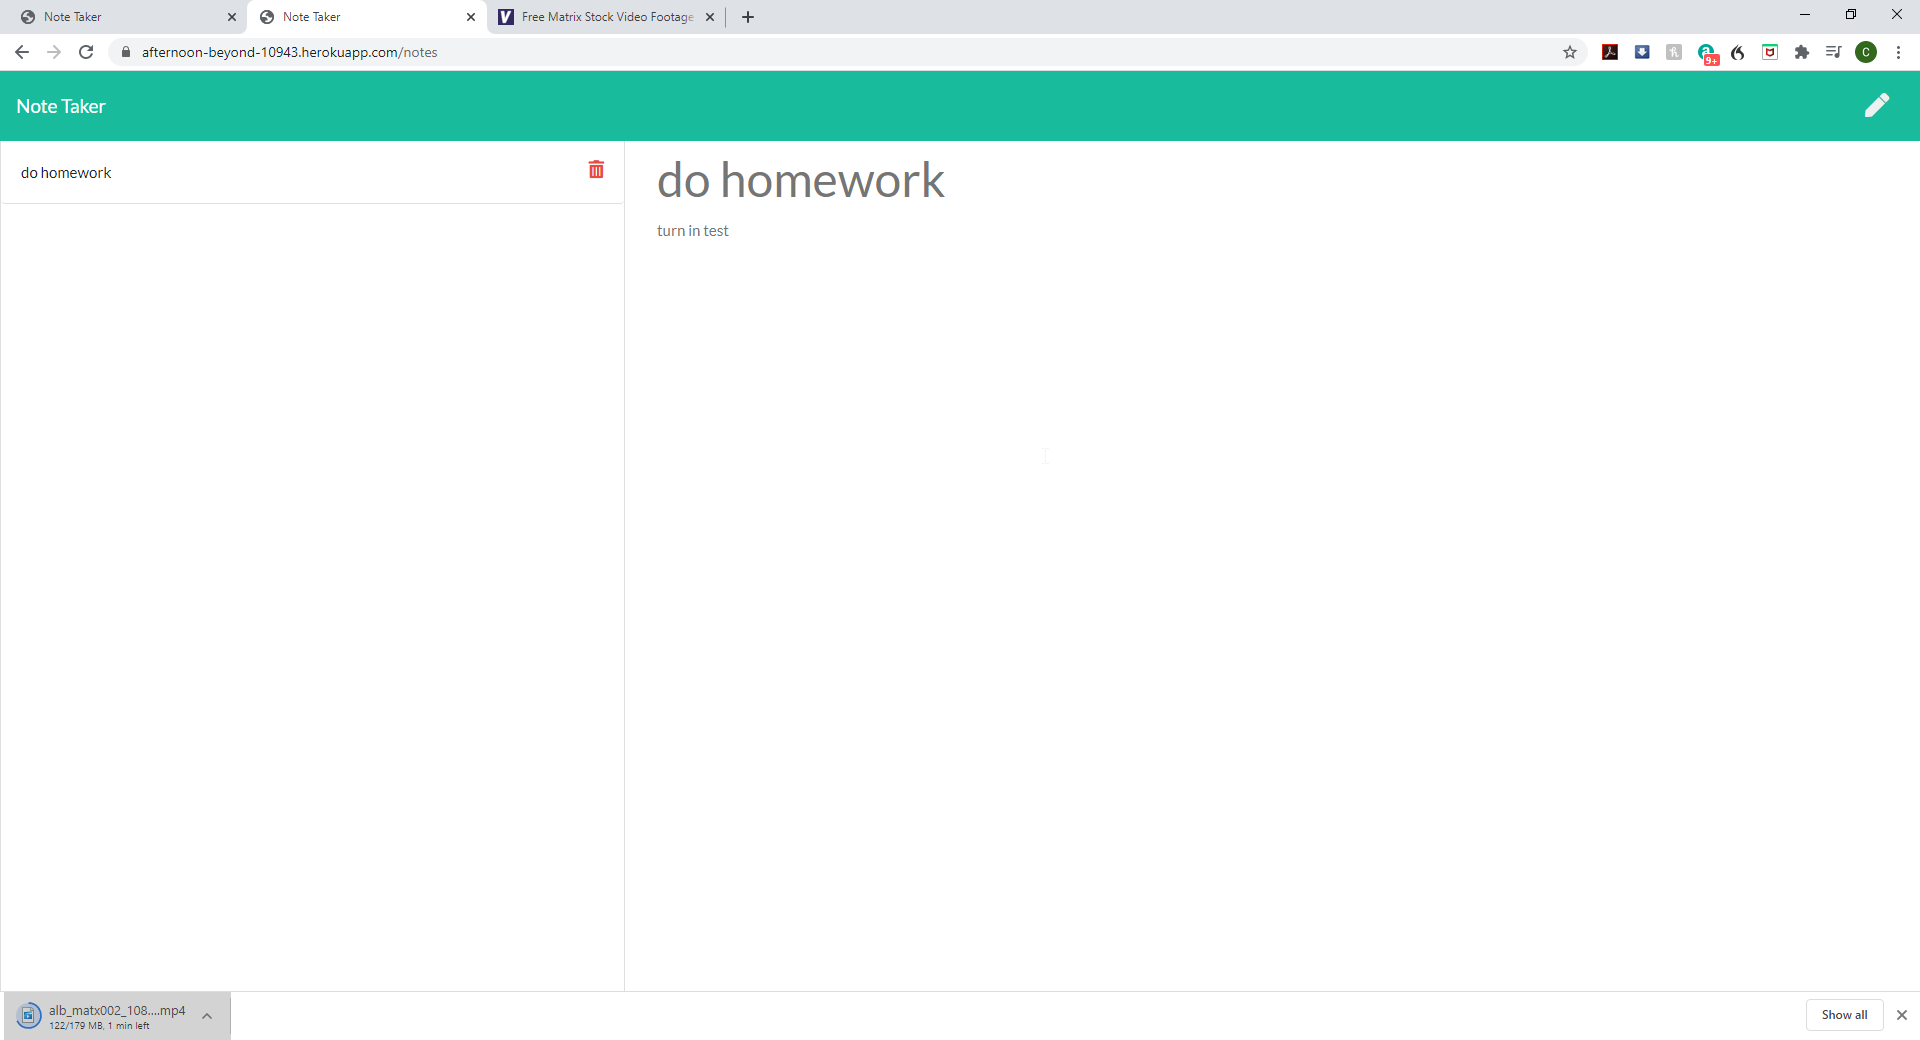 Note Taker
Note Taker
Free Matrix Stock Video Footage
afternoon-beyond-10943.herokuapp.com/notes
9+
C
Note Taker
do homework
do homework
turn in test
alb_matx002_108....mp4
122/179 MB, 1 min left
Show all